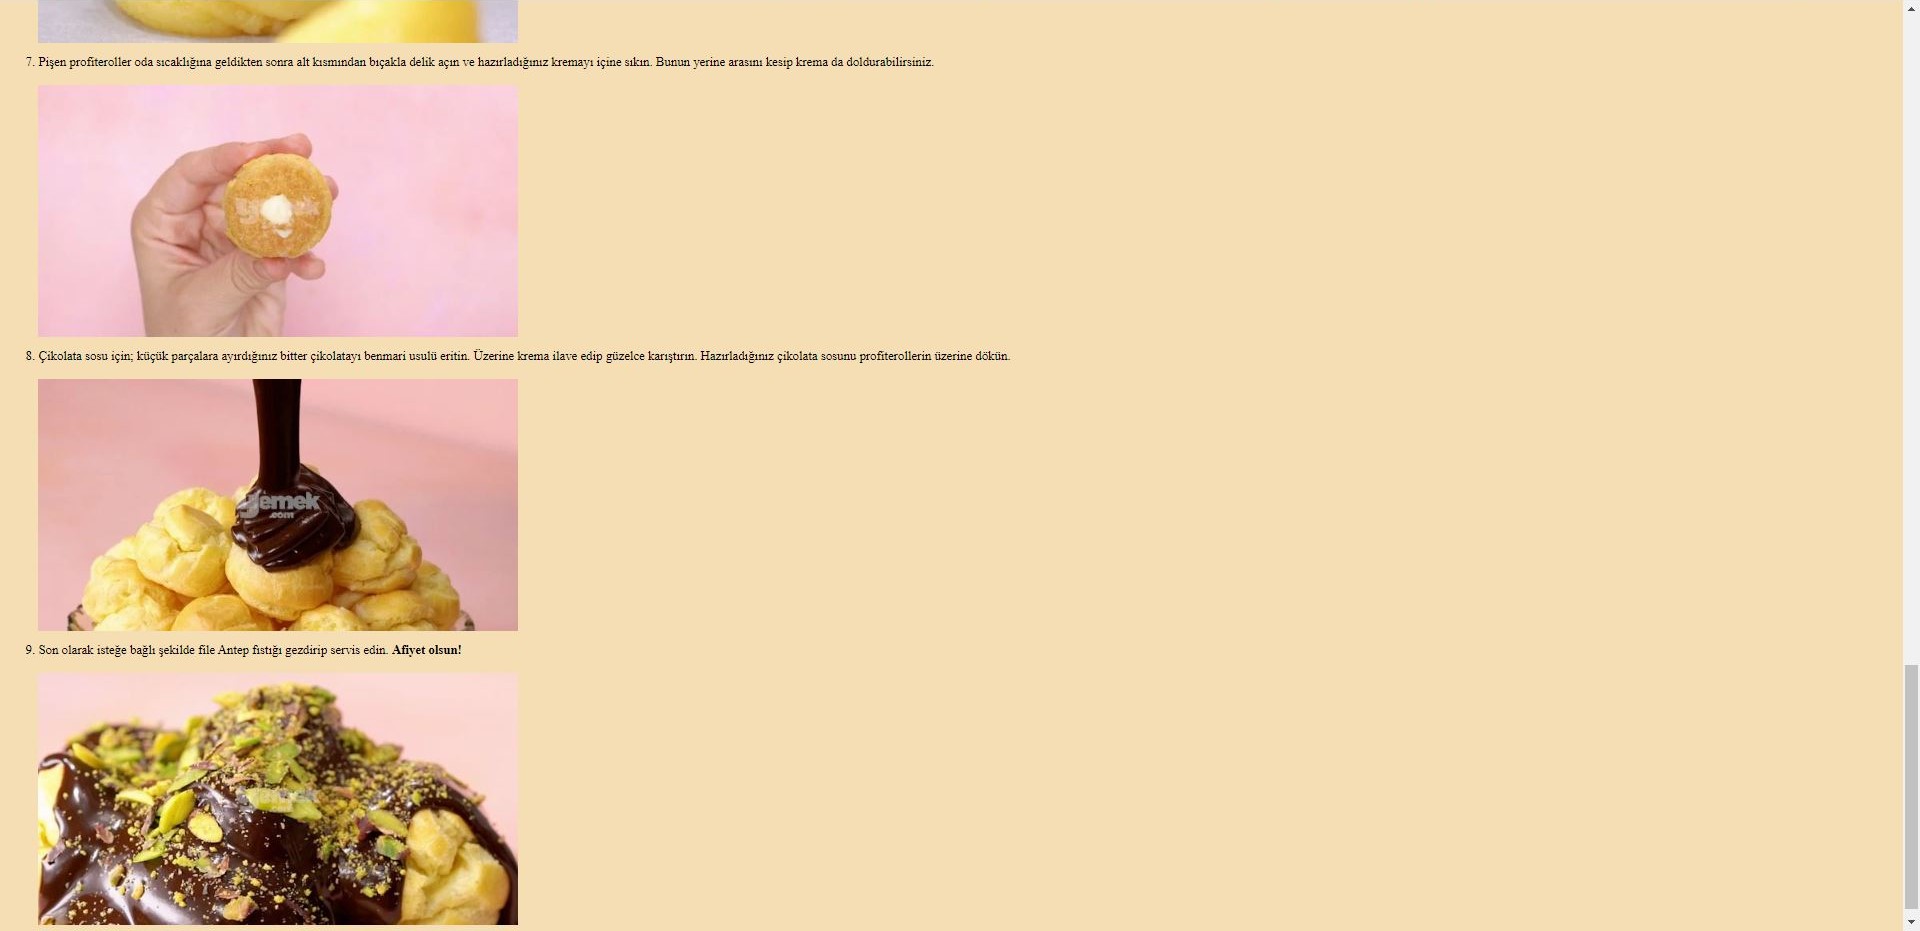 7. Pişen profiteroller oda sıcaklığına geldikten sonra alt kısmından bıçakla delik açın ve hazırladığınız kremayı içine sıkın. Bunun yerine arasını kesip krema da doldurabilirsiniz.
8. Çikolata sosu için; küçük parçalara ayırdığınız bitter çikolatayı benmari usulü eritin. Üzerine krema ilave edip güzelce karıştırın. Hazırladığınız çikolata sosunu profiterollerin üzerine dökün.
yemek
.com
9. Son olarak isteğe bağlı şekilde file Antep fıstığı gezdirip servis edin. Afiyet olsun!